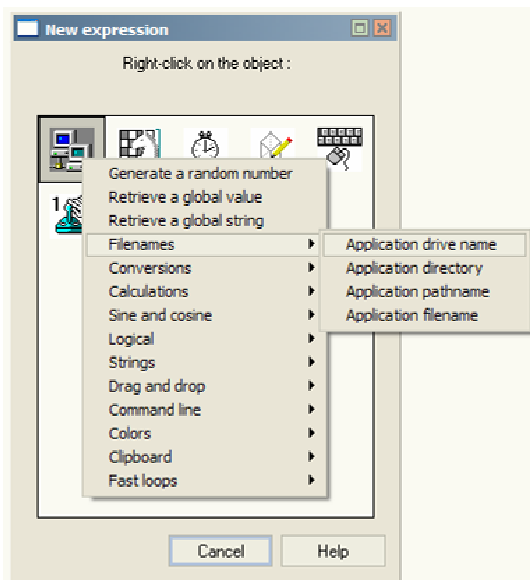 New expression
Right-click on the object :
1
Generate a random number
Retrieve a global value
Retrieve a global string
Filenames
Application drive name
Conversions
Application directory
Calculations
Application pathname
Sine and cosine
Application filename
Logical
Strings
Drag and drop
Command line
Colors
Clipboard
Fast loops
Cancel
Help